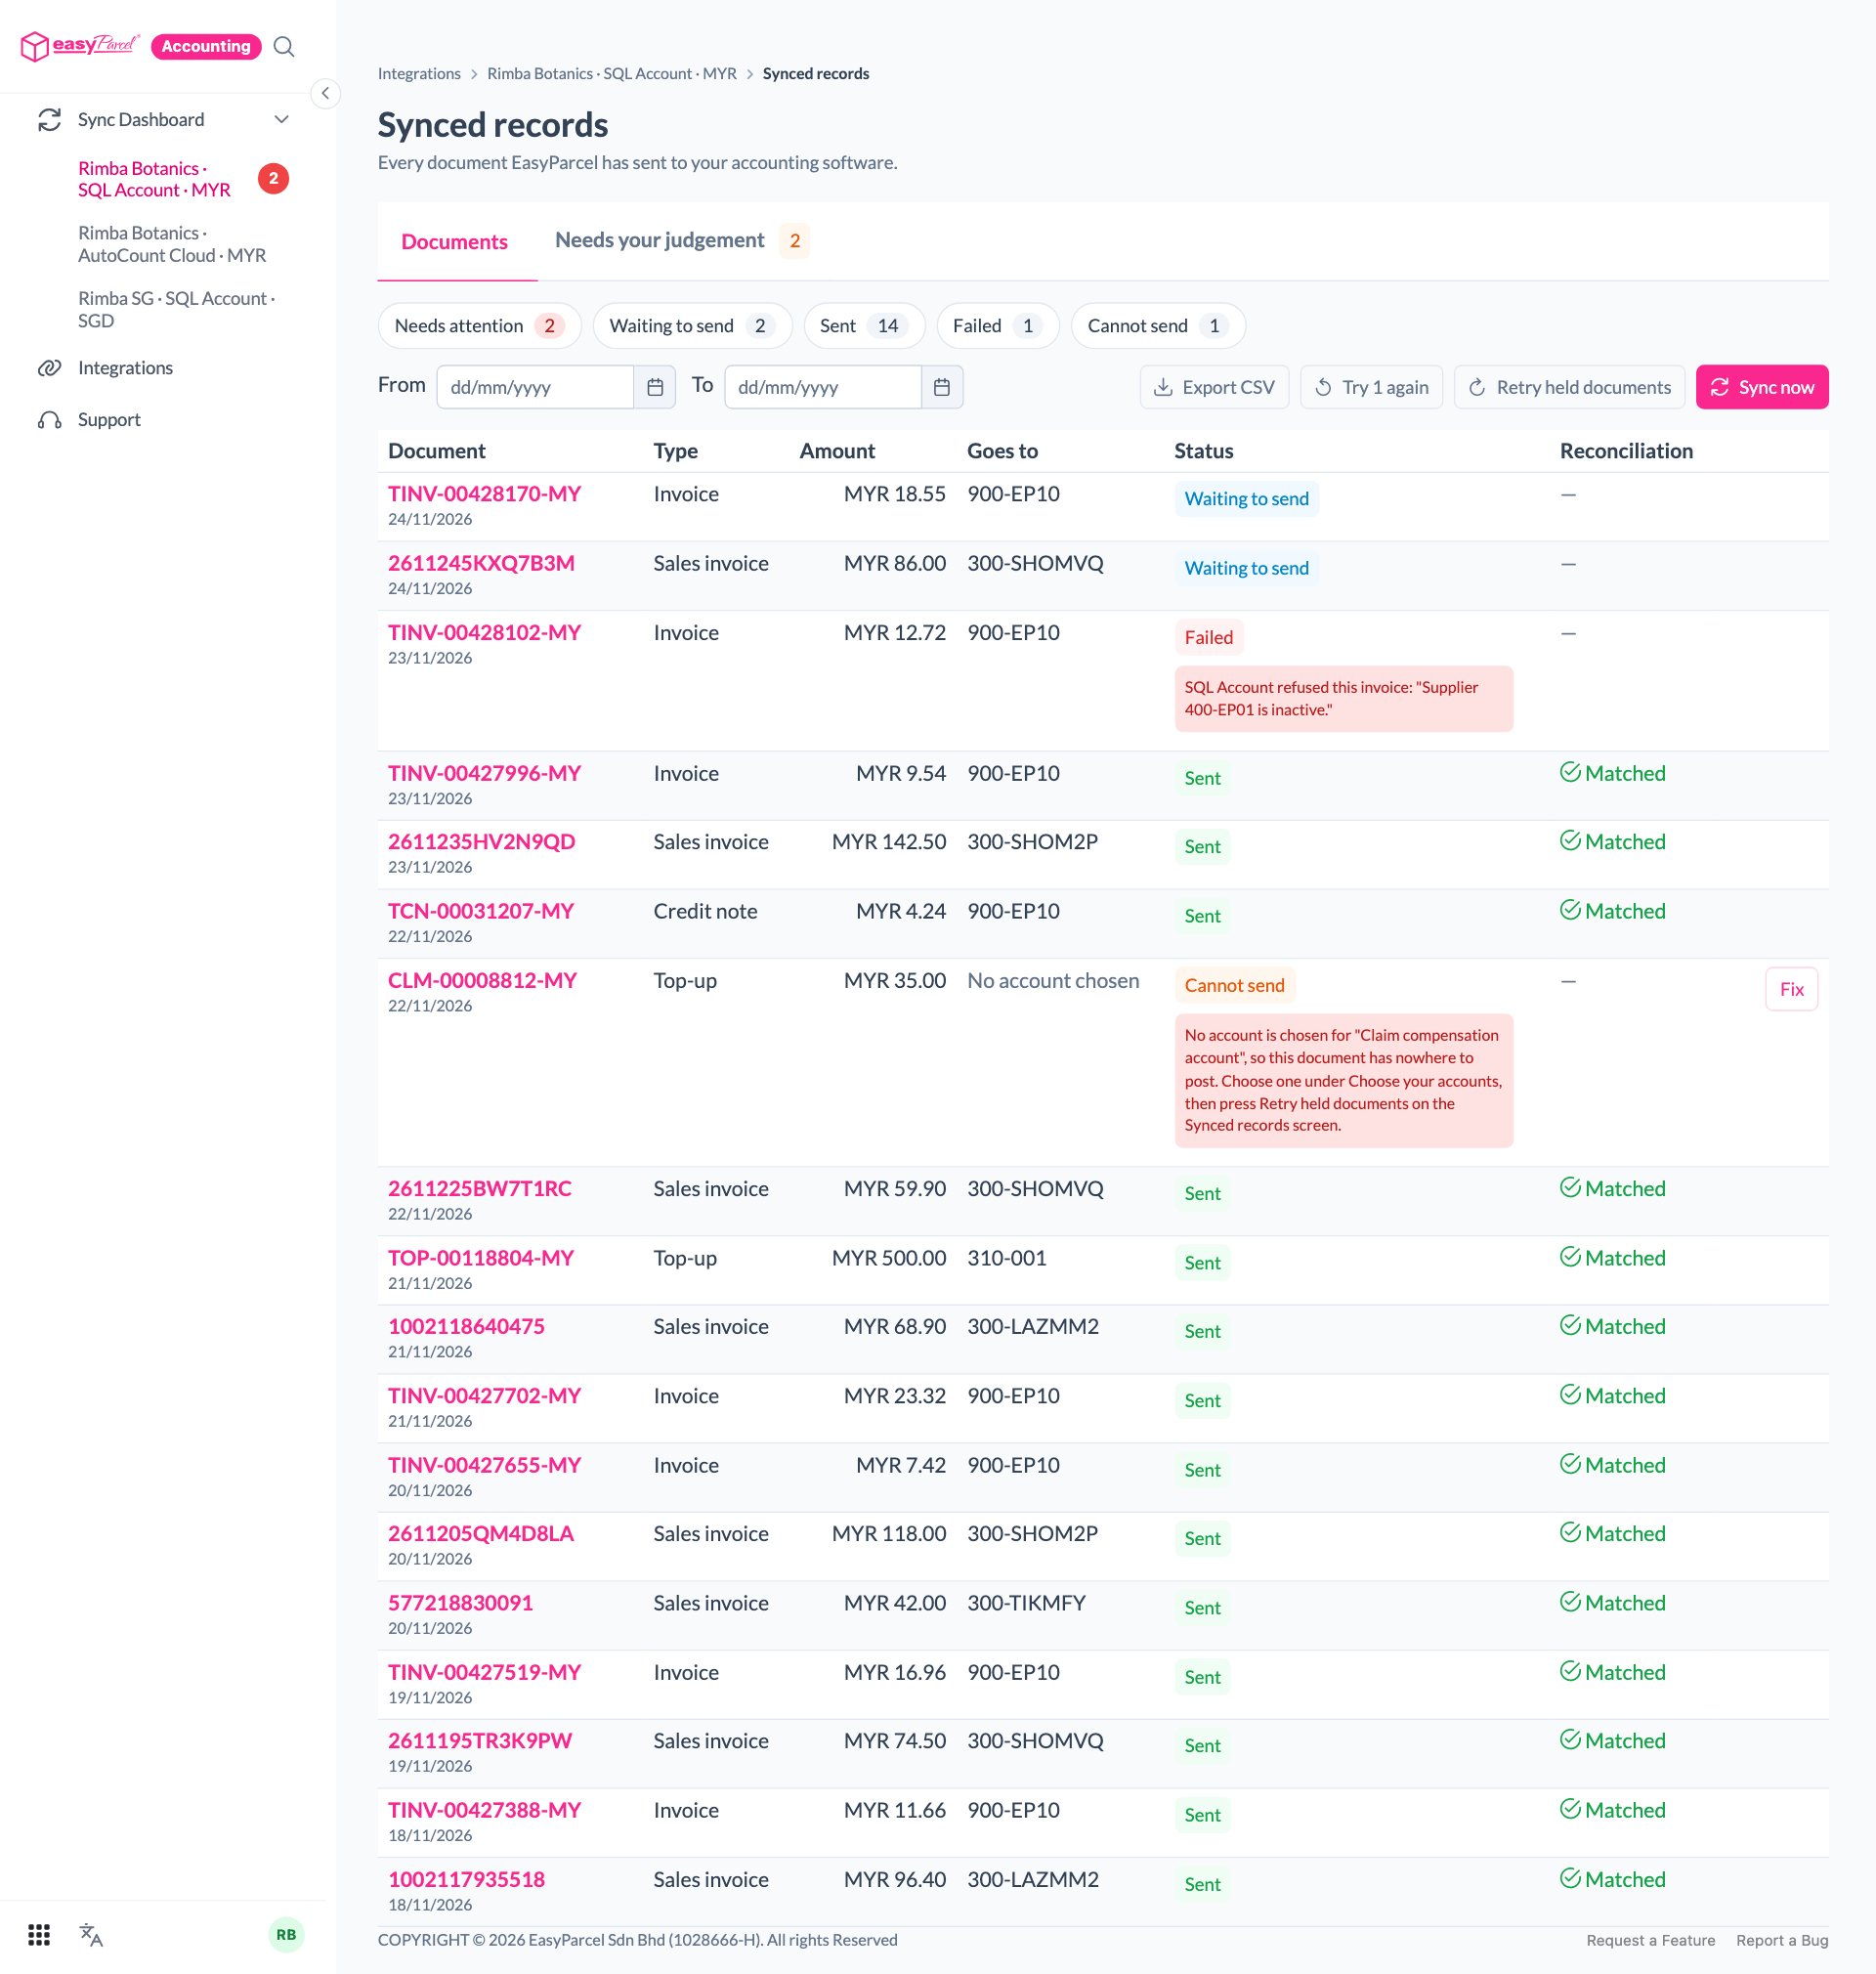 easyParcel Accounting
Sync Dashboard
Rimba Botanics ·
SQL Account · MYR
2
Rimba Botanics ·
AutoCount Cloud · MYR
Rimba SG · SQL Account ·
SGD
Integrations
Support
RB
Integrations > Rimba Botanics · SQL Account · MYR > Synced records
Synced records
Every document EasyParcel has sent to your accounting software.
Documents Needs your judgement 2
Needs attention 2 Waiting to send 2 Sent 14 Failed 1 Cannot send 1
From dd/mm/yyyy To dd/mm/yyyy Export CSV Try 1 again Retry held documents Sync now
Document Type Amount Goes to Status Reconciliation
TINV-00428170-MY Invoice MYR 18.55 900-EP10 Waiting to send —
24/11/2026
2611245KXQ7B3M Sales invoice MYR 86.00 300-SHOMVQ Waiting to send —
24/11/2026
TINV-00428102-MY Invoice MYR 12.72 900-EP10 Failed —
23/11/2026
SQL Account refused this invoice: "Supplier
400-EP01 is inactive."
TINV-00427996-MY Invoice MYR 9.54 900-EP10 Sent Matched
23/11/2026
2611235HV2N9QD Sales invoice MYR 142.50 300-SHOM2P Sent Matched
23/11/2026
TCN-00031207-MY Credit note MYR 4.24 900-EP10 Sent Matched
22/11/2026
CLM-00008812-MY Top-up MYR 35.00 No account chosen Cannot send — Fix
22/11/2026
No account is chosen for "Claim compensation
account", so this document has nowhere to
post. Choose one under Choose your accounts,
then press Retry held documents on the
Synced records screen.
2611225BW7T1RC Sales invoice MYR 59.90 300-SHOMVQ Sent Matched
22/11/2026
TOP-00118804-MY Top-up MYR 500.00 310-001 Sent Matched
21/11/2026
1002118640475 Sales invoice MYR 68.90 300-LAZMM2 Sent Matched
21/11/2026
TINV-00427702-MY Invoice MYR 23.32 900-EP10 Sent Matched
21/11/2026
TINV-00427655-MY Invoice MYR 7.42 900-EP10 Sent Matched
20/11/2026
2611205QM4D8LA Sales invoice MYR 118.00 300-SHOM2P Sent Matched
20/11/2026
577218830091 Sales invoice MYR 42.00 300-TIKMFY Sent Matched
20/11/2026
TINV-00427519-MY Invoice MYR 16.96 900-EP10 Sent Matched
19/11/2026
2611195TR3K9PW Sales invoice MYR 74.50 300-SHOMVQ Sent Matched
19/11/2026
TINV-00427388-MY Invoice MYR 11.66 900-EP10 Sent Matched
18/11/2026
1002117935518 Sales invoice MYR 96.40 300-LAZMM2 Sent Matched
18/11/2026
COPYRIGHT © 2026 EasyParcel Sdn Bhd (1028666-H). All rights Reserved Request a Feature Report a Bug